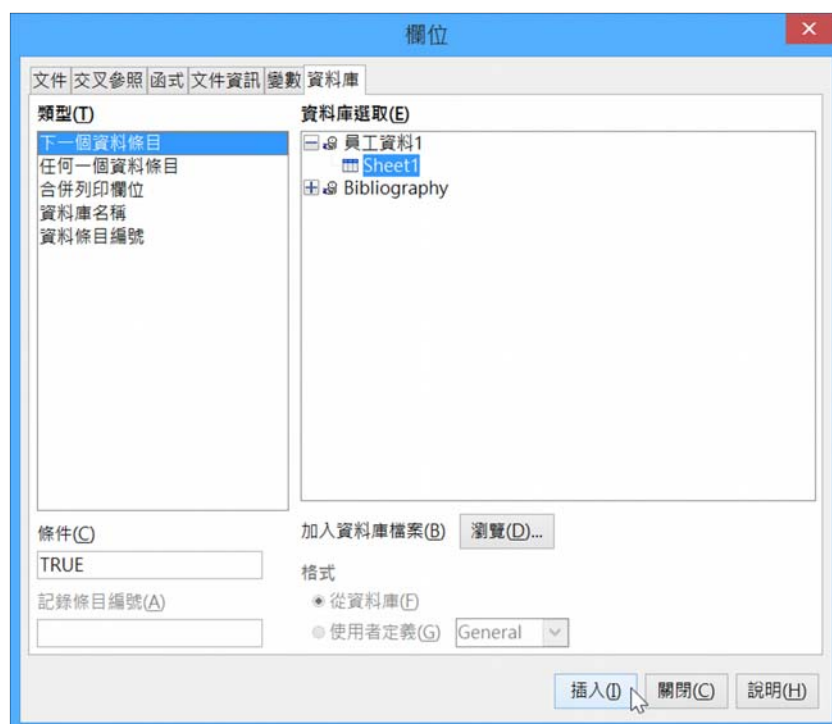 欄位
文件 交叉參照 函式 文件資訊 變數 資料庫
類型(T)
下一個資料條目
任何一個資料條目
合併列印欄位
資料庫名稱
資料條目編號
資料庫選取(E)
員工資料1
Sheet1
Bibliography
條件(C)
TRUE
記錄條目編號(A)
加入資料庫檔案(B) 瀏覽(D)...
格式
從資料庫(F)
使用者定義(G) General
插入(I) 關閉(C) 說明(H)